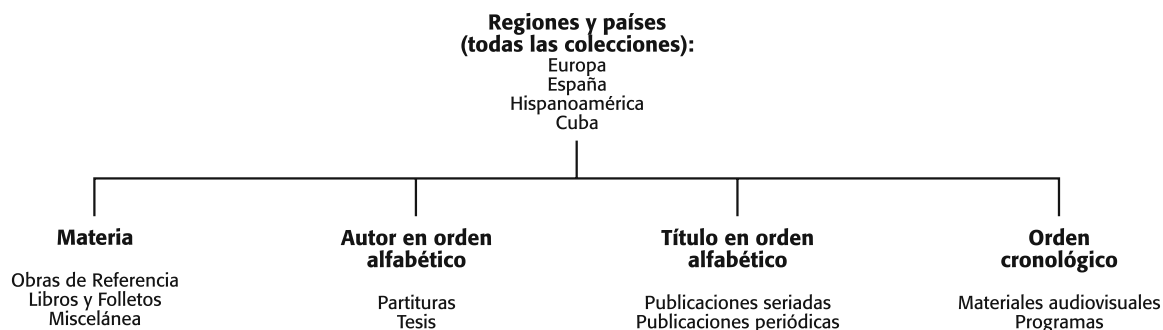 Regiones y países
(todas las colecciones):
Europa
España
Hispanoamérica
Cuba
Materia
Obras de Referencia
Libros y Folletos
Miscelánea
Autor en orden
alfabético
Partituras
Tesis
Título en orden
alfabético
Publicaciones seriadas
Publicaciones periódicas
Orden
cronológico
Materiales audiovisuales
Programas